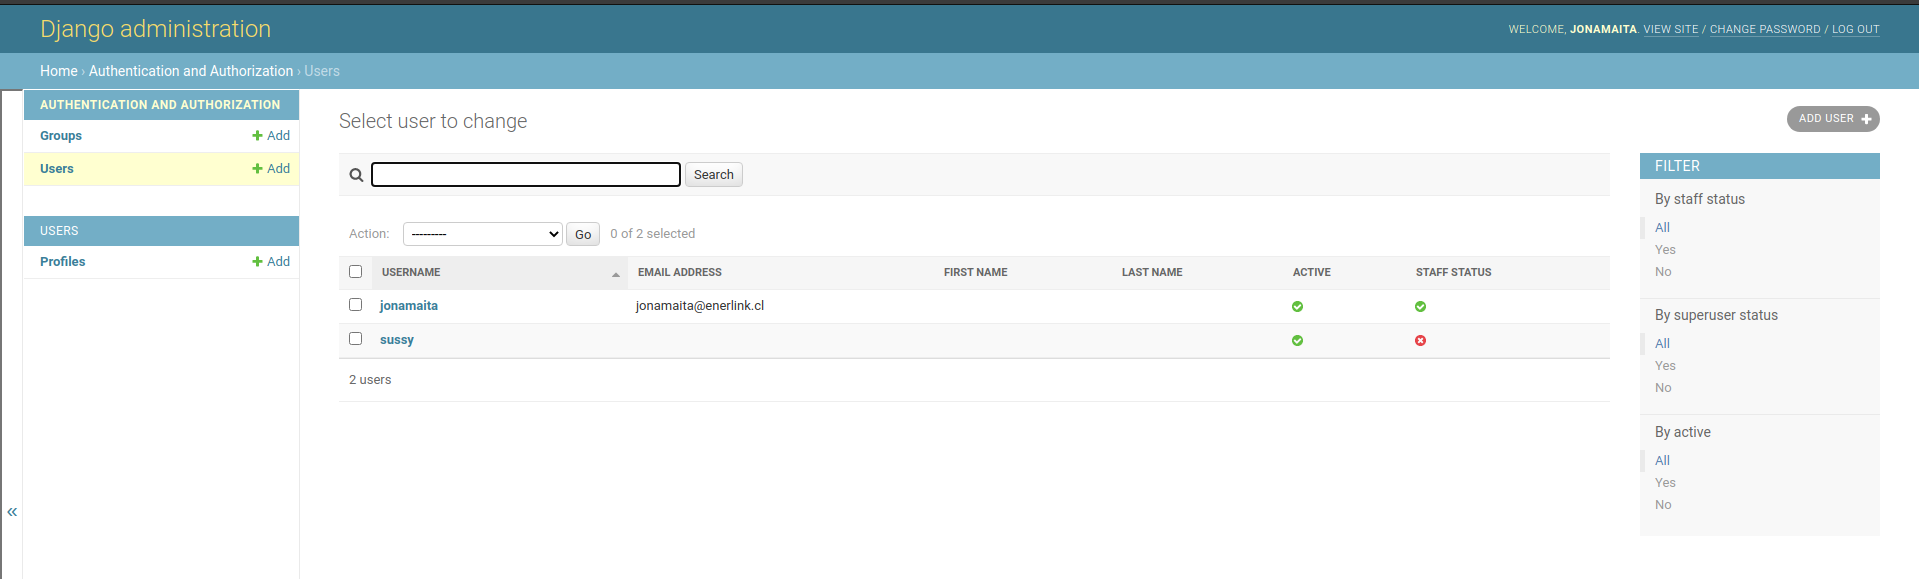 Django administration
WELCOME, JONAMAITA. VIEW SITE / CHANGE PASSWORD / LOG OUT
Home › Authentication and Authorization › Users
AUTHENTICATION AND AUTHORIZATION
Groups + Add
Users + Add
USERS
Profiles + Add
«
Select user to change
ADD USER +
Search
Action: --------- Go 0 of 2 selected
USERNAME EMAIL ADDRESS FIRST NAME LAST NAME ACTIVE STAFF STATUS
jonamaita jonamaita@enerlink.cl
sussy
2 users
FILTER
By staff status
All
Yes
No
By superuser status
All
Yes
No
By active
All
Yes
No